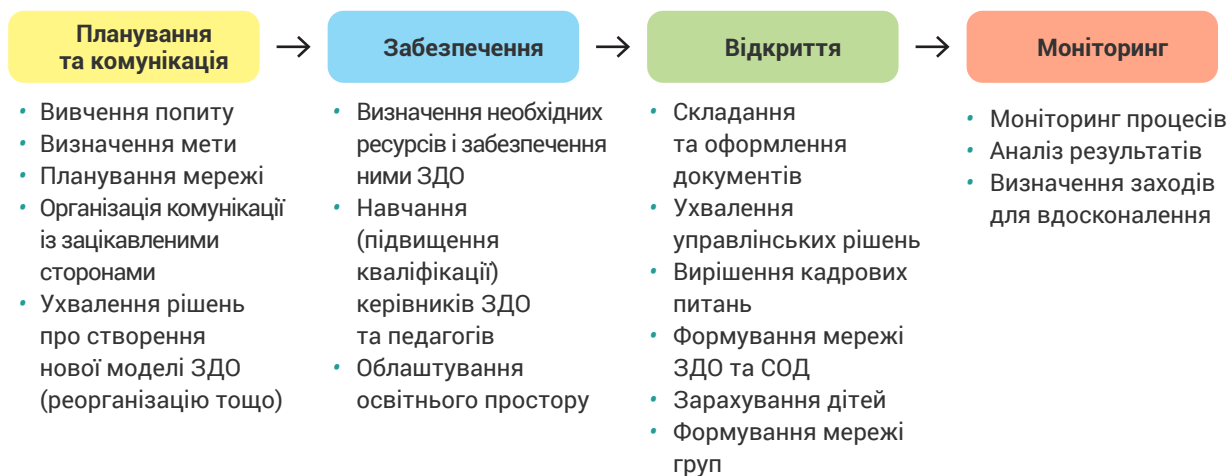 Планування
та комунікація
• Вивчення попиту
• Визначення мети
• Планування мережі
• Організація комунікації
із зацікавленими
сторонами
• Ухвалення рішень
про створення
нової моделі ЗДО
(реорганізацію тощо)
Забезпечення
• Визначення необхідних
ресурсів і забезпечення
ними ЗДО
• Навчання
(підвищення
кваліфікації)
керівників ЗДО
та педагогів
• Облаштування
освітнього простору
Відкриття
• Складання
та оформлення
документів
• Ухвалення
управлінських рішень
• Вирішення кадрових
питань
• Формування мережі
ЗДО та СОД
• Зарахування дітей
• Формування мережі
груп
Моніторинг
• Моніторинг процесів
• Аналіз результатів
• Визначення заходів
для вдосконалення